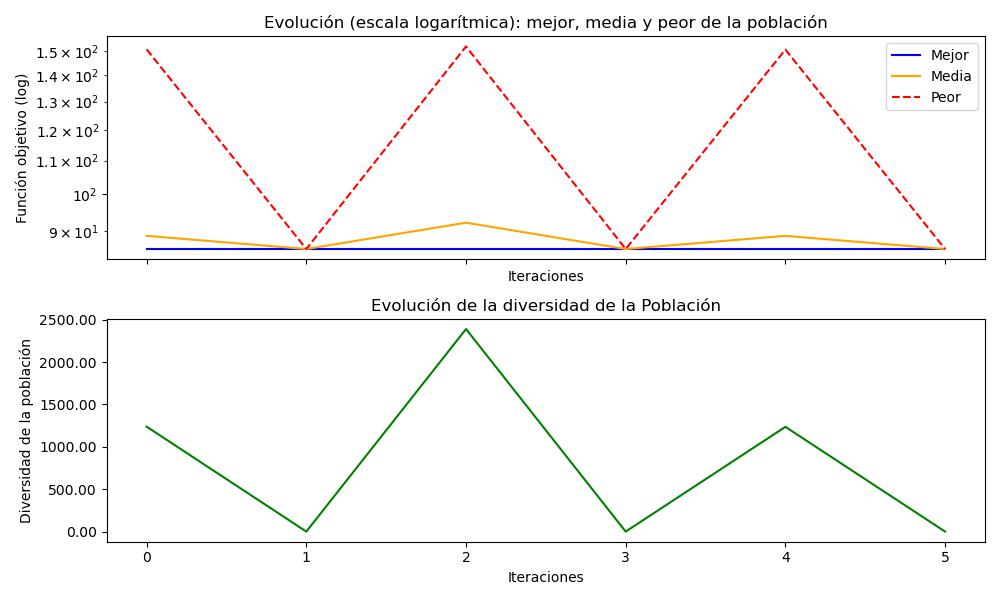 Evolución (escala logarítmica): mejor, media y peor de la población
Función objetivo (log)
1.5 × 10²
1.4 × 10²
1.3 × 10²
1.2 × 10²
1.1 × 10²
10²
9 × 10¹
Mejor
Media
Peor
Iteraciones
Evolución de la diversidad de la Población
Diversidad de la población
2500.00
2000.00
1500.00
1000.00
500.00
0.00
0 1 2 3 4 5
Iteraciones